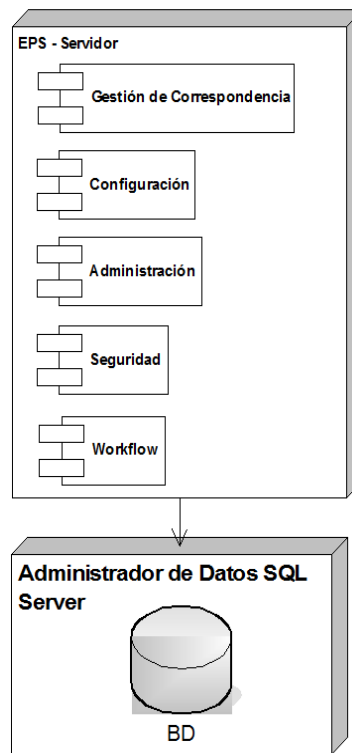 EPS - Servidor
Gestión de Correspondencia
Configuración
Administración
Seguridad
Workflow
Administrador de Datos SQL
Server
BD